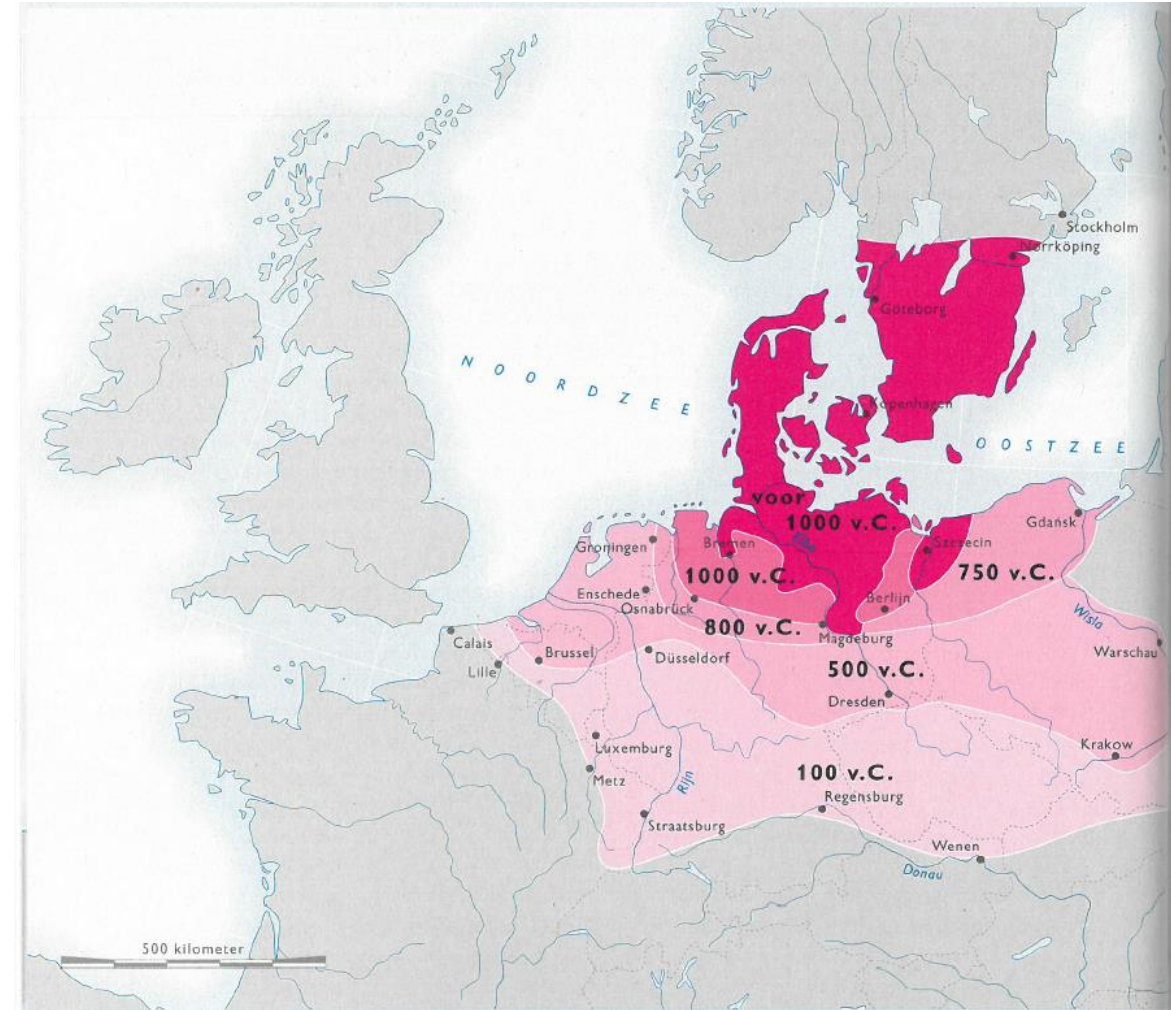 Stockholm
Norrköping
Göteborg
NOORDZEE
Kopenhagen
OOSTZEE
voor
1000 v.C.
Gdańsk
Elbe
Groningen
Bremen
Szczecin
1000 v.C.
750 v.C.
Enschede
Osnabrück
Berlijn
Wisla
800 v.C.
Magdeburg
Calais
Brussel
Düsseldorf
Warschau
Lille
500 v.C.
Dresden
Luxemburg
Krakow
Metz
Rijn
100 v.C.
Regensburg
Straatsburg
Wenen
Donau
500 kilometer